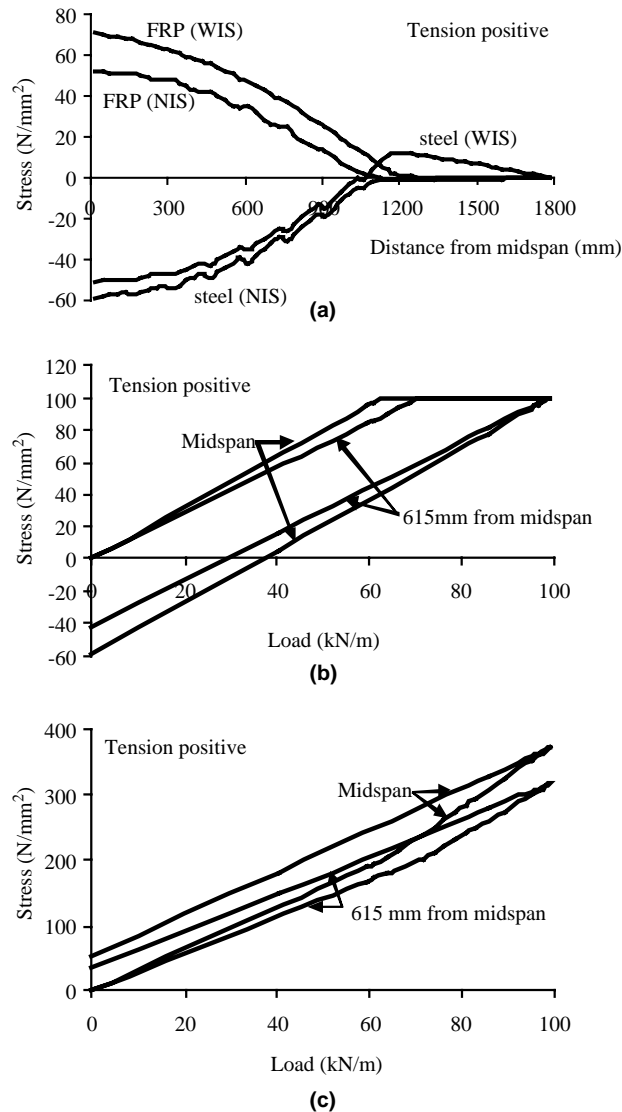 80
60
40
20
0
-20
-40
-60
Stress (N/mm²)
FRP (WIS)
Tension positive
FRP (NIS)
steel (WIS)
0 300 600 900 1200 1500 1800
Distance from midspan (mm)
steel (NIS)
(a)
120
100
80
60
40
20
0
-20
-40
-60
Stress (N/mm²)
Tension positive
Midspan
615mm from midspan
0 20 40 60 80 100
Load (kN/m)
(b)
400
300
200
100
0
Stress (N/mm²)
Tension positive
Midspan
615 mm from midspan
0 20 40 60 80 100
Load (kN/m)
(c)